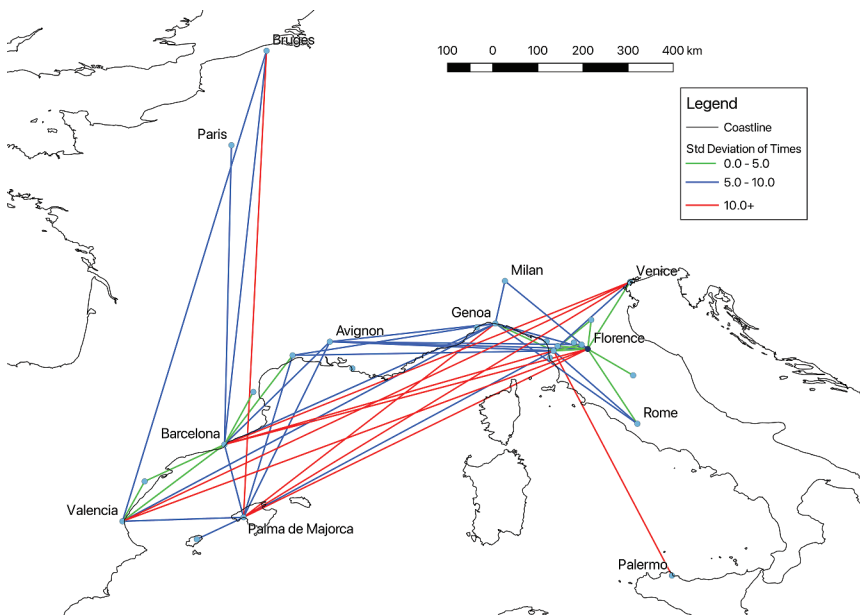 Bruges
100 0 100 200 300 400 km
Legend
Coastline
Std Deviation of Times
0.0 - 5.0
5.0 - 10.0
10.0+
Paris
Milan
Venice
Genoa
Avignon
Florence
Rome
Barcelona
Valencia
Palma de Majorca
Palermo